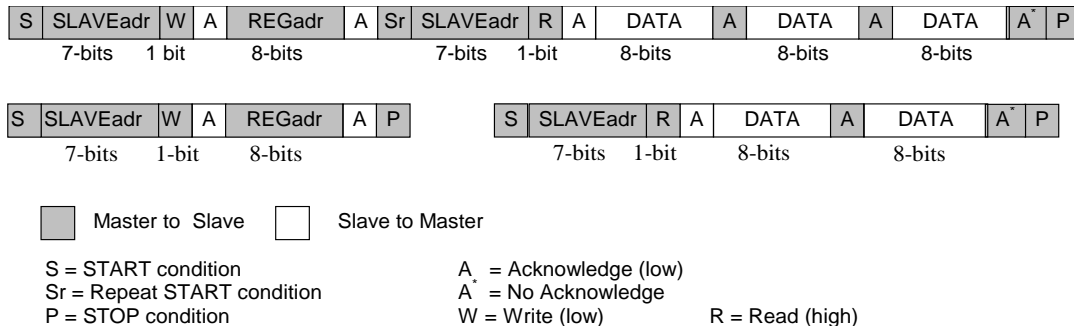 S SLAVEadr W A REGadr A Sr SLAVEadr R A DATA A DATA A DATA A* P
7-bits 1 bit 8-bits 7-bits 1-bit 8-bits 8-bits 8-bits
S SLAVEadr W A REGadr A P S SLAVEadr R A DATA A DATA A* P
7-bits 1-bit 8-bits 7-bits 1-bit 8-bits 8-bits
Master to Slave Slave to Master
S = START condition A = Acknowledge (low)
Sr = Repeat START condition A* = No Acknowledge
P = STOP condition W = Write (low) R = Read (high)